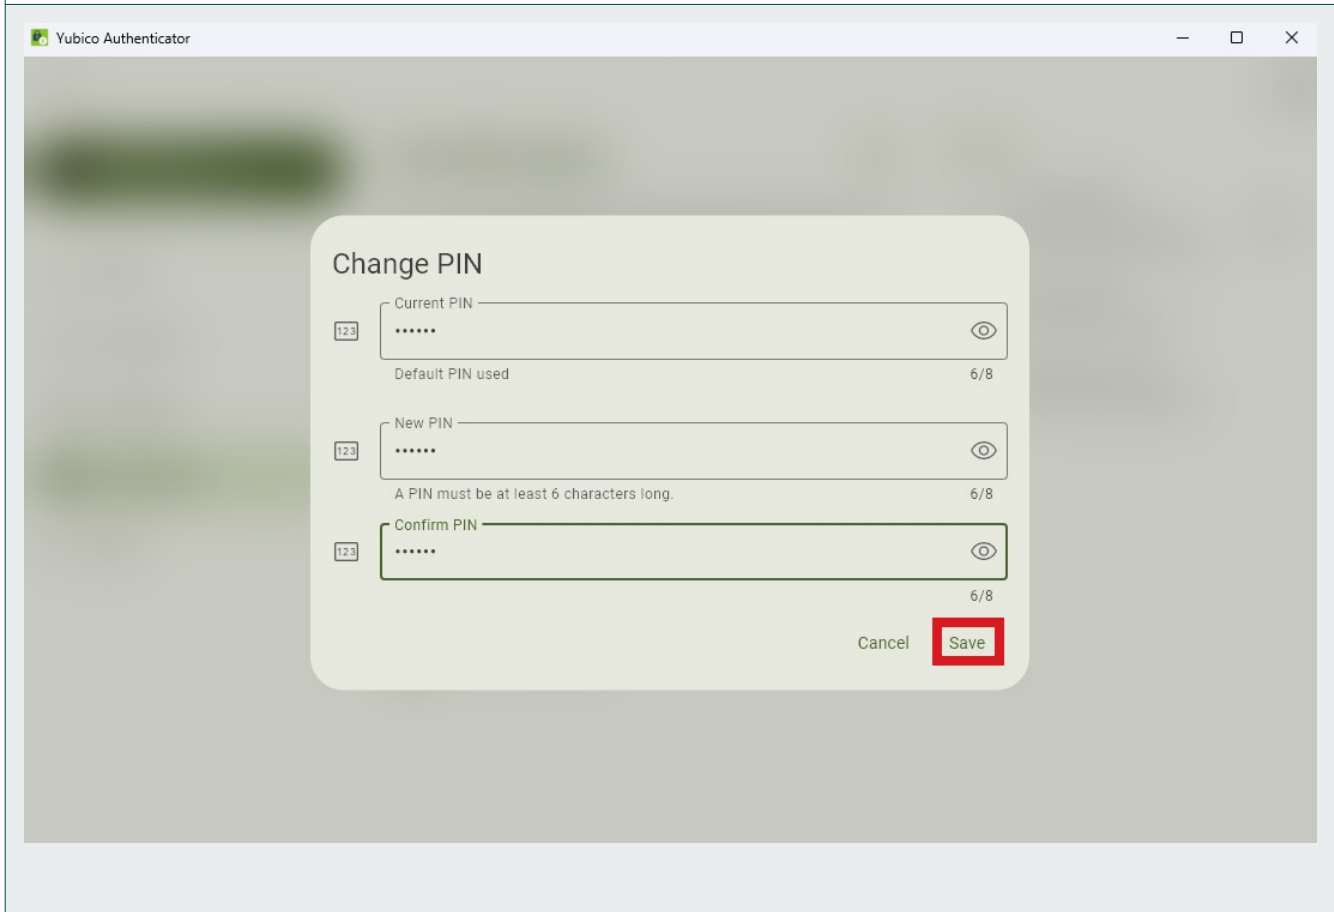 Yubico Authenticator
Change PIN
Current PIN
123
••••••
Default PIN used 6/8
New PIN
123
••••••
A PIN must be at least 6 characters long. 6/8
Confirm PIN
123
••••••
6/8
Cancel Save